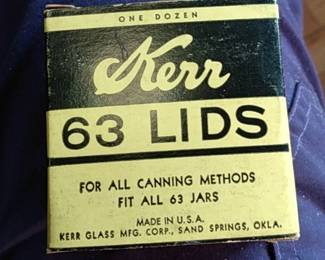 ONE DOZEN
Kerr
63 LIDS
FOR ALL CANNING METHODS
FIT ALL 63 JARS
MADE IN U.S.A.
KERR GLASS MFG. CORP., SAND SPRINGS, OKLA.